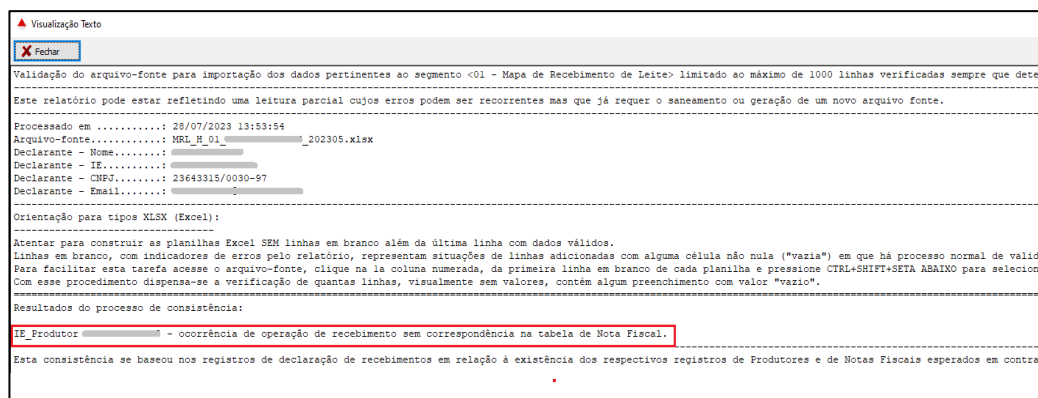 Visualização Texto
Fechar
Validação do arquivo-fonte para importação dos dados pertinentes ao segmento <01 - Mapa de Recebimento de Leite> limitado ao máximo de 1000 linhas verificadas sempre que dete
Este relatório pode estar refletindo uma leitura parcial cujos erros podem ser recorrentes mas que já requer o saneamento ou geração de um novo arquivo fonte.
Processado em ...........: 28/07/2023 13:53:54
Arquivo-fonte............: MRL_H_01_ _202305.xlsx
Declarante - Nome.......:
Declarante - IE.........:
Declarante - CNPJ.......: 23643315/0030-97
Declarante - Email......:
Orientação para tipos XLSX (Excel):
Atentar para construir as planilhas Excel SEM linhas em branco além da última linha com dados válidos.
Linhas em branco, com indicadores de erros pelo relatório, representam situações de linhas adicionadas com alguma célula não nula ("vazia") em que há processo normal de valid
Para facilitar esta tarefa acesse o arquivo-fonte, clique na 1a coluna numerada, da primeira linha em branco de cada planilha e pressione CTRL+SHIFT+SETA ABAIXO para selecion
Com esse procedimento dispensa-se a verificação de quantas linhas, visualmente sem valores, contém algum preenchimento com valor "vazio".
Resultados do processo de consistência:
IE_Produtor - ocorrência de operação de recebimento sem correspondência na tabela de Nota Fiscal.
Esta consistência se baseou nos registros de declaração de recebimentos em relação à existência dos respectivos registros de Produtores e de Notas Fiscais esperados em contra